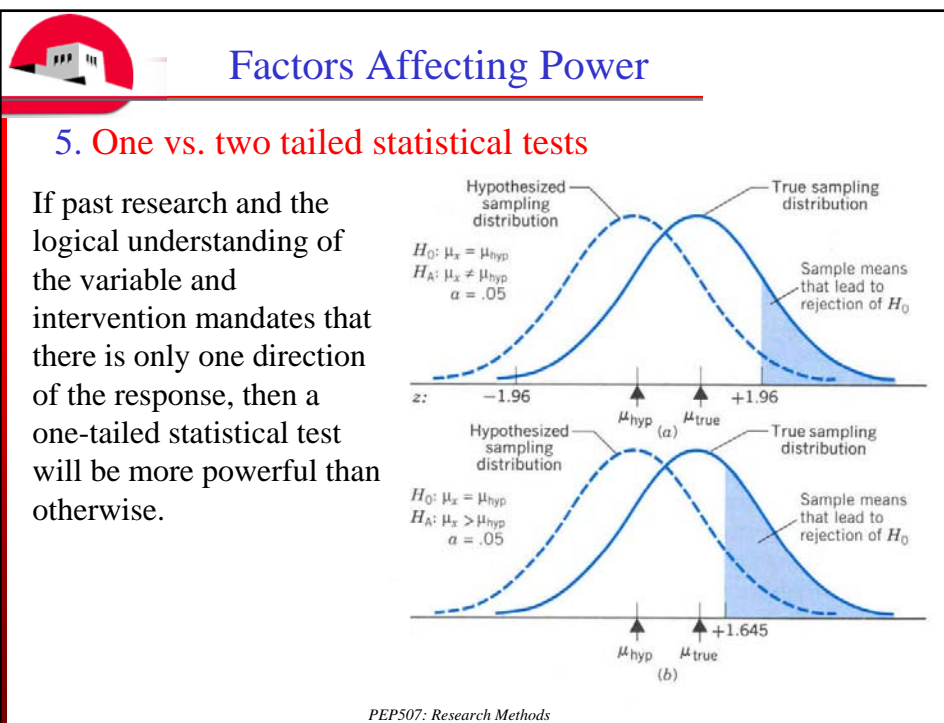 Factors Affecting Power
5. One vs. two tailed statistical tests
If past research and the
logical understanding of
the variable and
intervention mandates that
there is only one direction
of the response, then a
one-tailed statistical test
will be more powerful than
otherwise.
Hypothesized
sampling
distribution
True sampling
distribution
H₀: μₓ = μhyp
Hₐ: μₓ ≠ μhyp
a = .05
Sample means
that lead to
rejection of H₀
z: −1.96 +1.96
μhyp μtrue
(a)
Hypothesized
sampling
distribution
True sampling
distribution
H₀: μₓ = μhyp
Hₐ: μₓ > μhyp
a = .05
Sample means
that lead to
rejection of H₀
+1.645
μhyp μtrue
(b)
PEP507: Research Methods